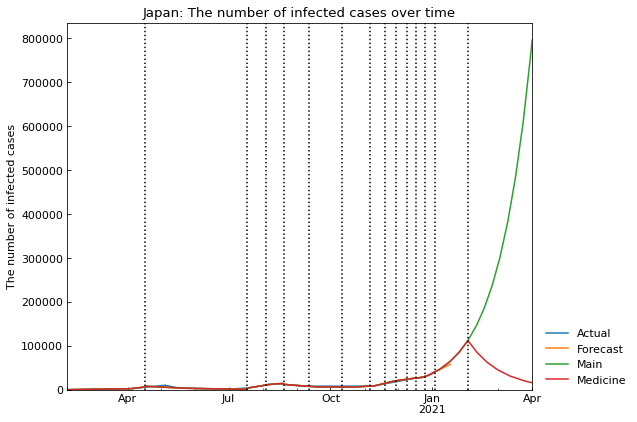 Japan: The number of infected cases over time
The number of infected cases
800000
700000
600000
500000
400000
300000
200000
100000
0
Apr
Jul
Oct
Jan
2021
Apr
Actual
Forecast
Main
Medicine